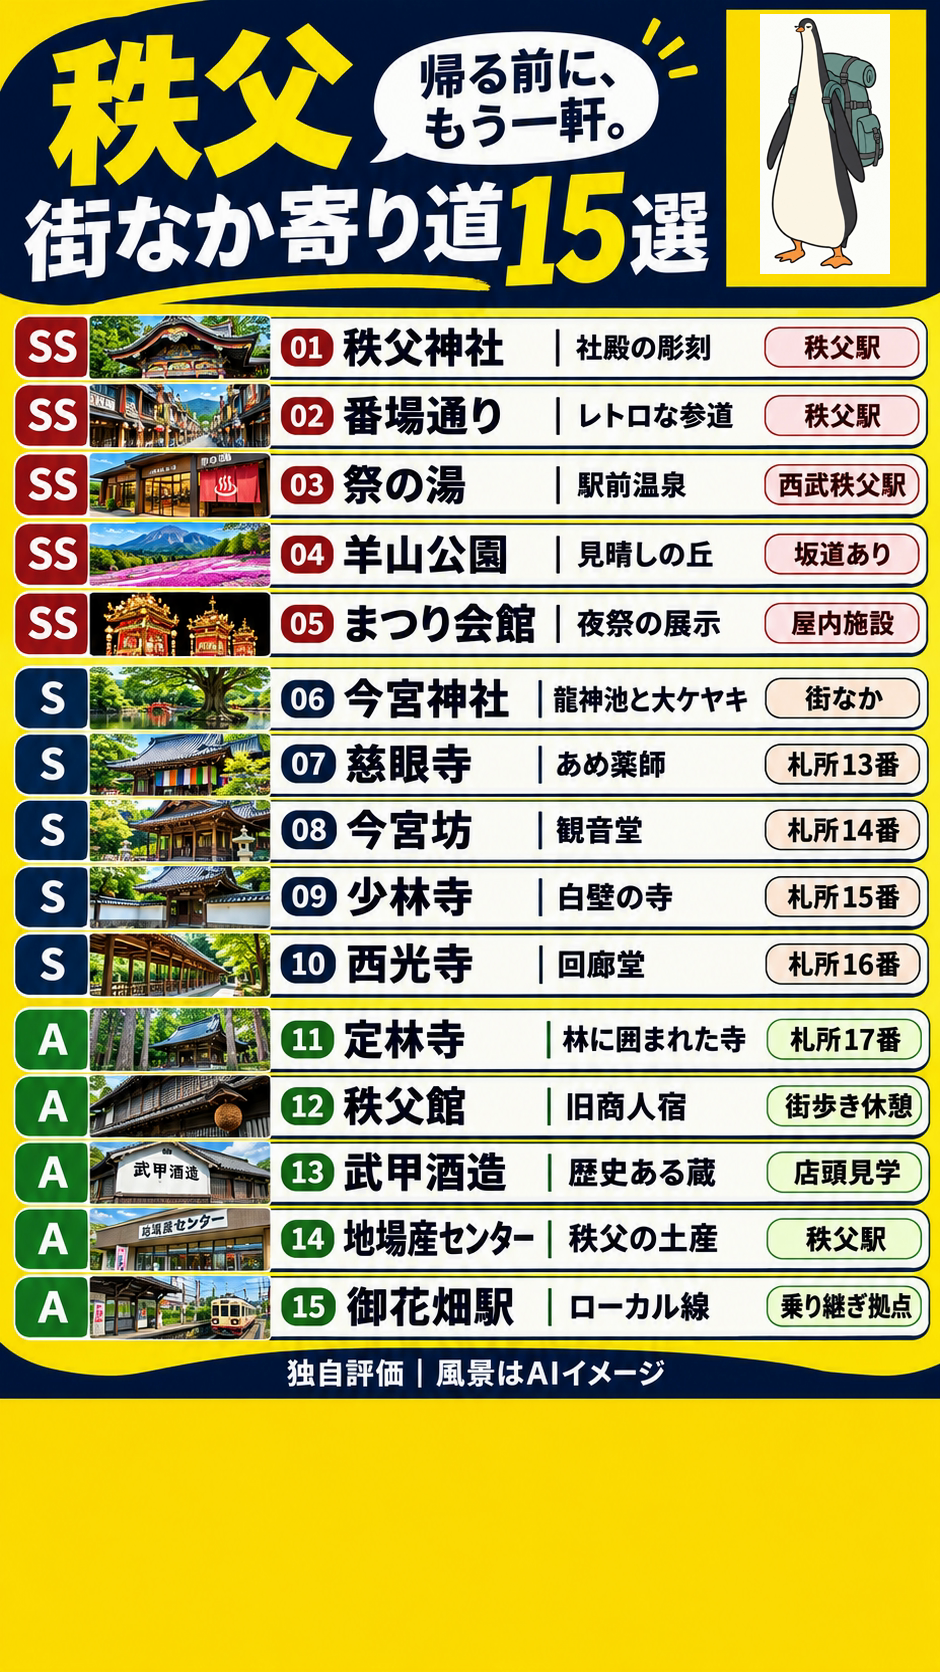 秩父
帰る前に、
もう一軒。
街なか寄り道15選
SS 01 秩父神社 | 社殿の彫刻 秩父駅
SS 02 番場通り | レトロな参道 秩父駅
SS 03 祭の湯 | 駅前温泉 西武秩父駅
SS 04 羊山公園 | 見晴しの丘 坂道あり
SS 05 まつり会館 | 夜祭の展示 屋内施設
S 06 今宮神社 | 龍神池と大ケヤキ 街なか
S 07 慈眼寺 | あめ薬師 札所13番
S 08 今宮坊 | 観音堂 札所14番
S 09 少林寺 | 白壁の寺 札所15番
S 10 西光寺 | 回廊堂 札所16番
A 11 定林寺 | 林に囲まれた寺 札所17番
A 12 秩父館 | 旧商人宿 街歩き休憩
武甲酒造
A 13 武甲酒造 | 歴史ある蔵 店頭見学
A 14 地場産センター | 秩父の土産 秩父駅
A 15 御花畑駅 | ローカル線 乗り継ぎ拠点
独自評価 | 風景はAIイメージ